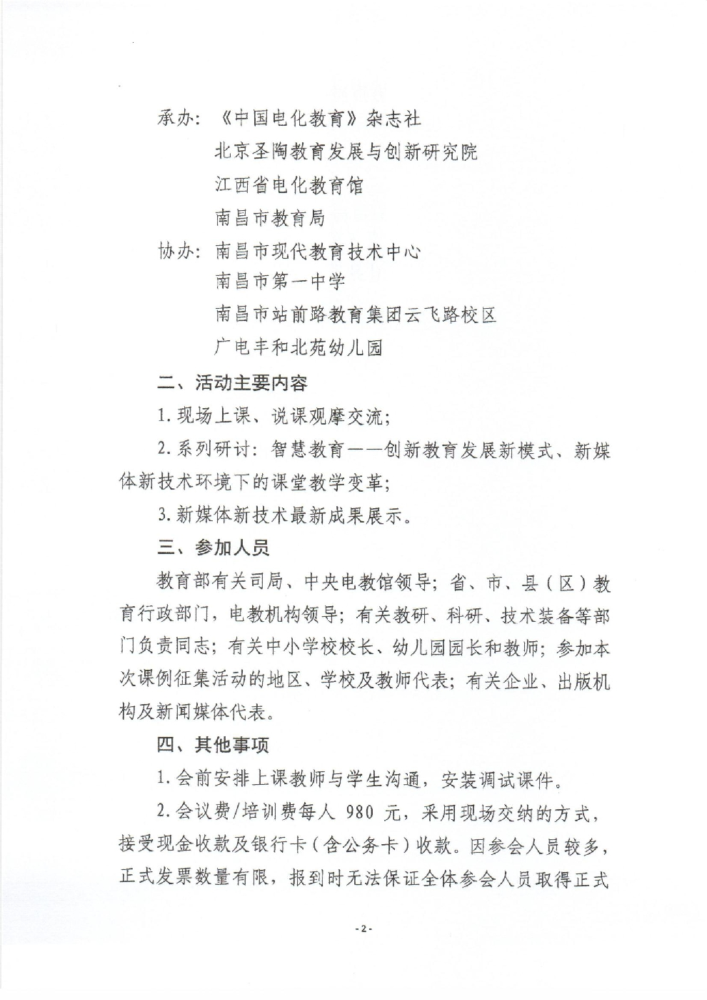 承办：《中国电化教育》杂志社
北京圣陶教育发展与创新研究院
江西省电化教育馆
南昌市教育局
协办：南昌市现代教育技术中心
南昌市第一中学
南昌市站前路教育集团云飞路校区
广电丰和北苑幼儿园
二、活动主要内容
1.现场上课、说课观摩交流；
2.系列研讨：智慧教育——创新教育发展新模式、新媒
体新技术环境下的课堂教学变革；
3.新媒体新技术最新成果展示。
三、参加人员
教育部有关司局、中央电教馆领导；省、市、县（区）教
育行政部门，电教机构领导；有关教研、科研、技术装备等部
门负责同志；有关中小学校校长、幼儿园园长和教师；参加本
次课例征集活动的地区、学校及教师代表；有关企业、出版机
构及新闻媒体代表。
四、其他事项
1.会前安排上课教师与学生沟通，安装调试课件。
2.会议费/培训费每人 980 元，采用现场交纳的方式，
接受现金收款及银行卡（含公务卡）收款。因参会人员较多，
正式发票数量有限，报到时无法保证全体参会人员取得正式
-2-